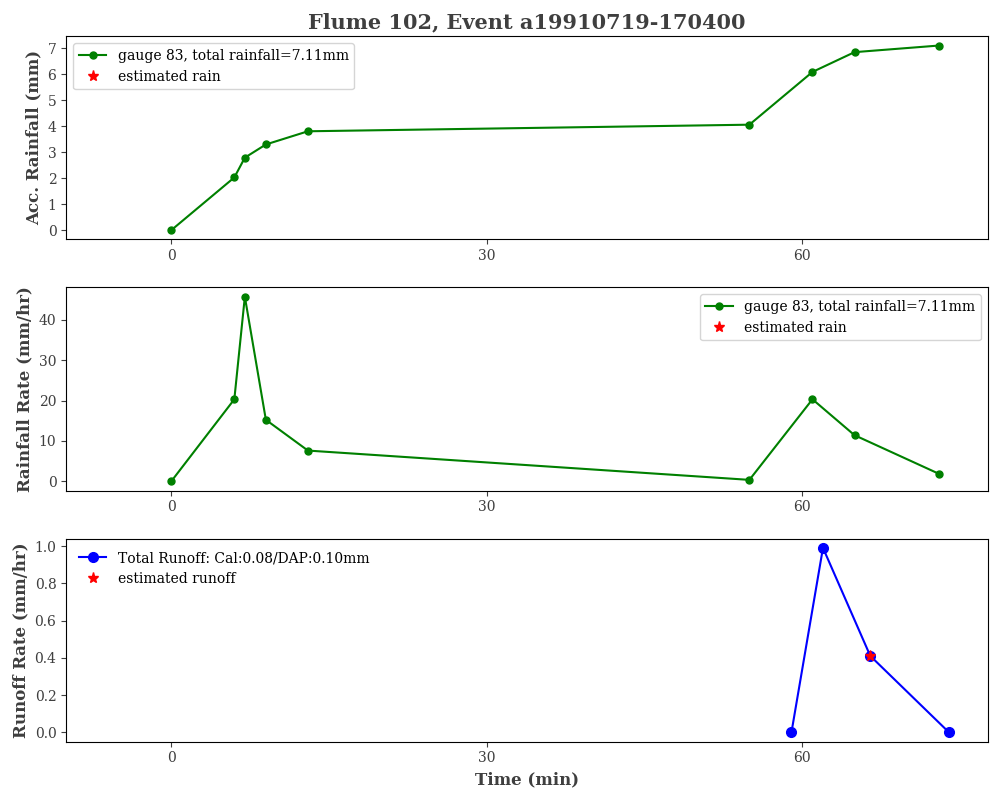 Flume 102, Event a19910719-170400
Acc. Rainfall (mm)
7
6
5
4
3
2
1
0
gauge 83, total rainfall=7.11mm
estimated rain
0 30 60
Rainfall Rate (mm/hr)
40
30
20
10
0
gauge 83, total rainfall=7.11mm
estimated rain
0 30 60
Runoff Rate (mm/hr)
1.0
0.8
0.6
0.4
0.2
0.0
Total Runoff: Cal:0.08/DAP:0.10mm
estimated runoff
0 30 60
Time (min)